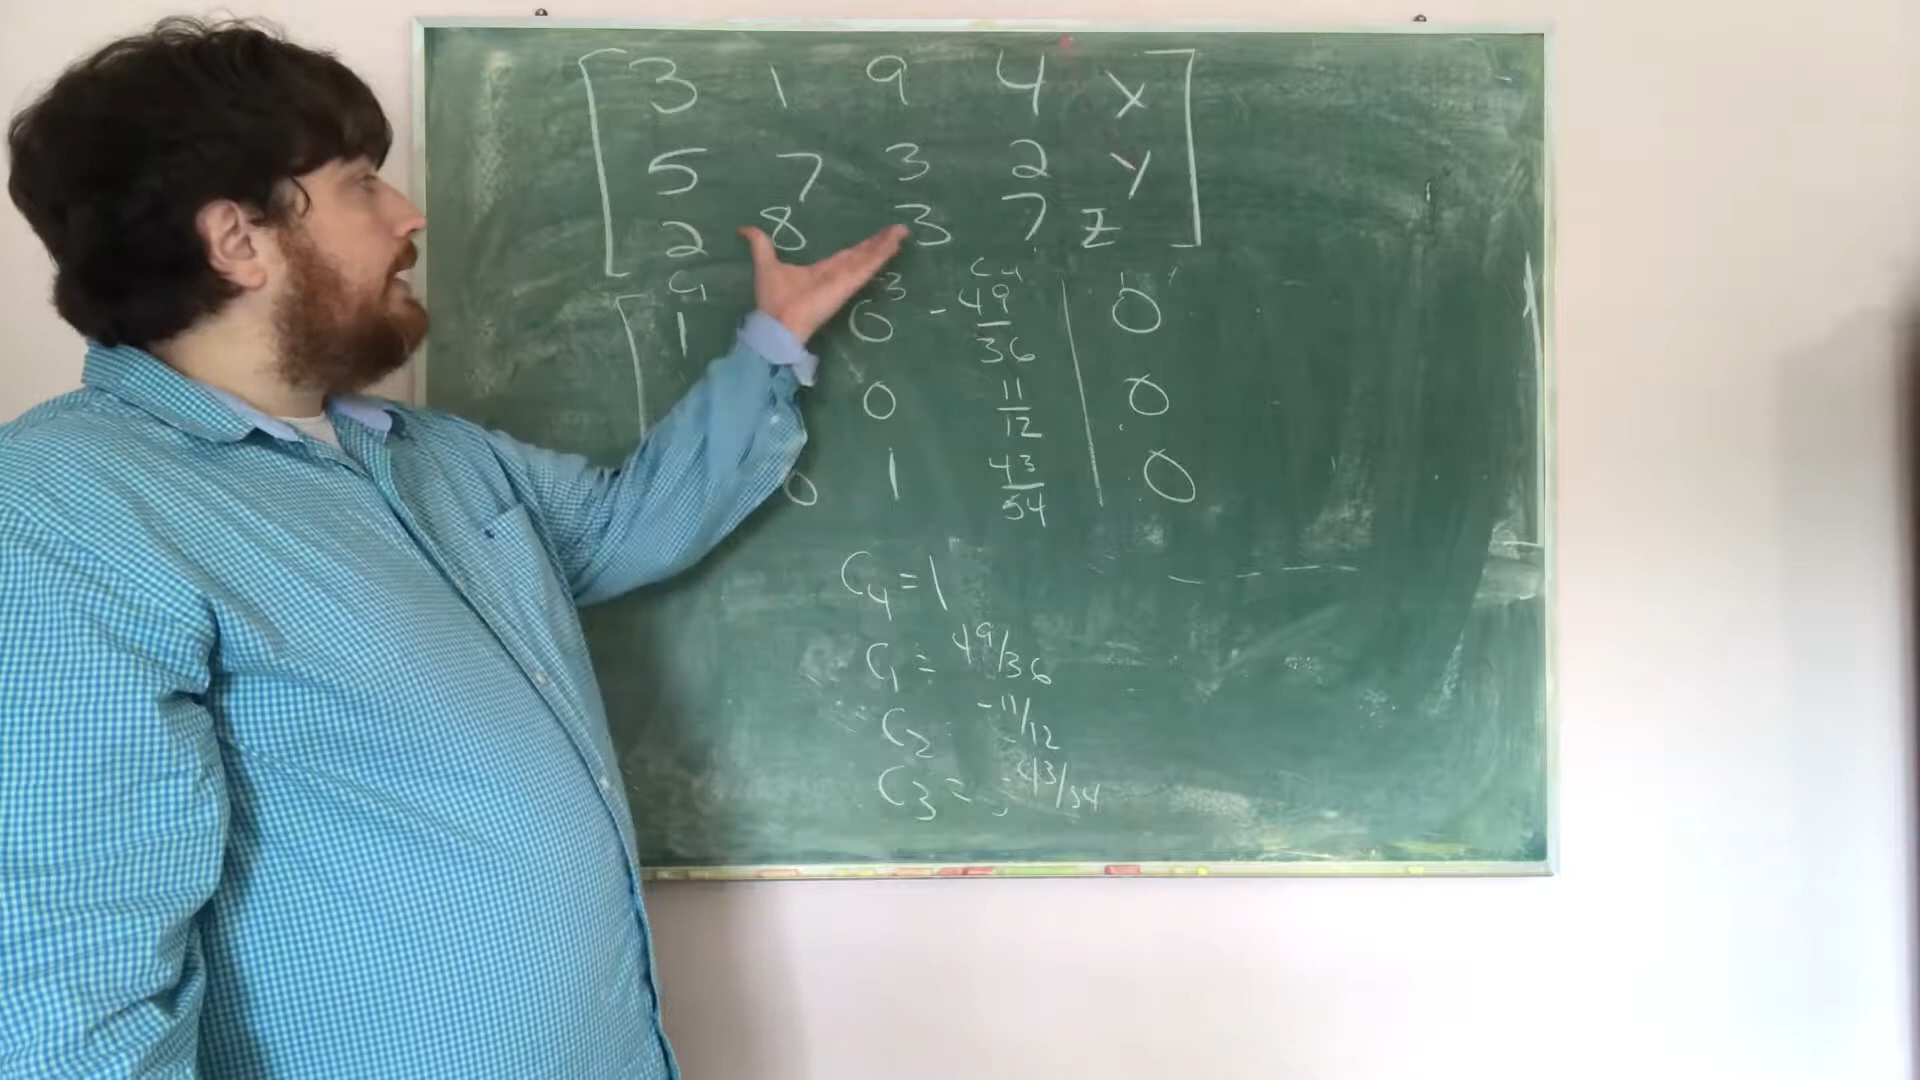 3 1 9 4 x
5 7 3 2 y
2 8 3 7 z
C1 3 C4
1 0 -49/36 0
0 11/12 0
0 1 43/54 0
C4 = 1
C1 = 49/36
C2 = -11/12
C3 = -43/54